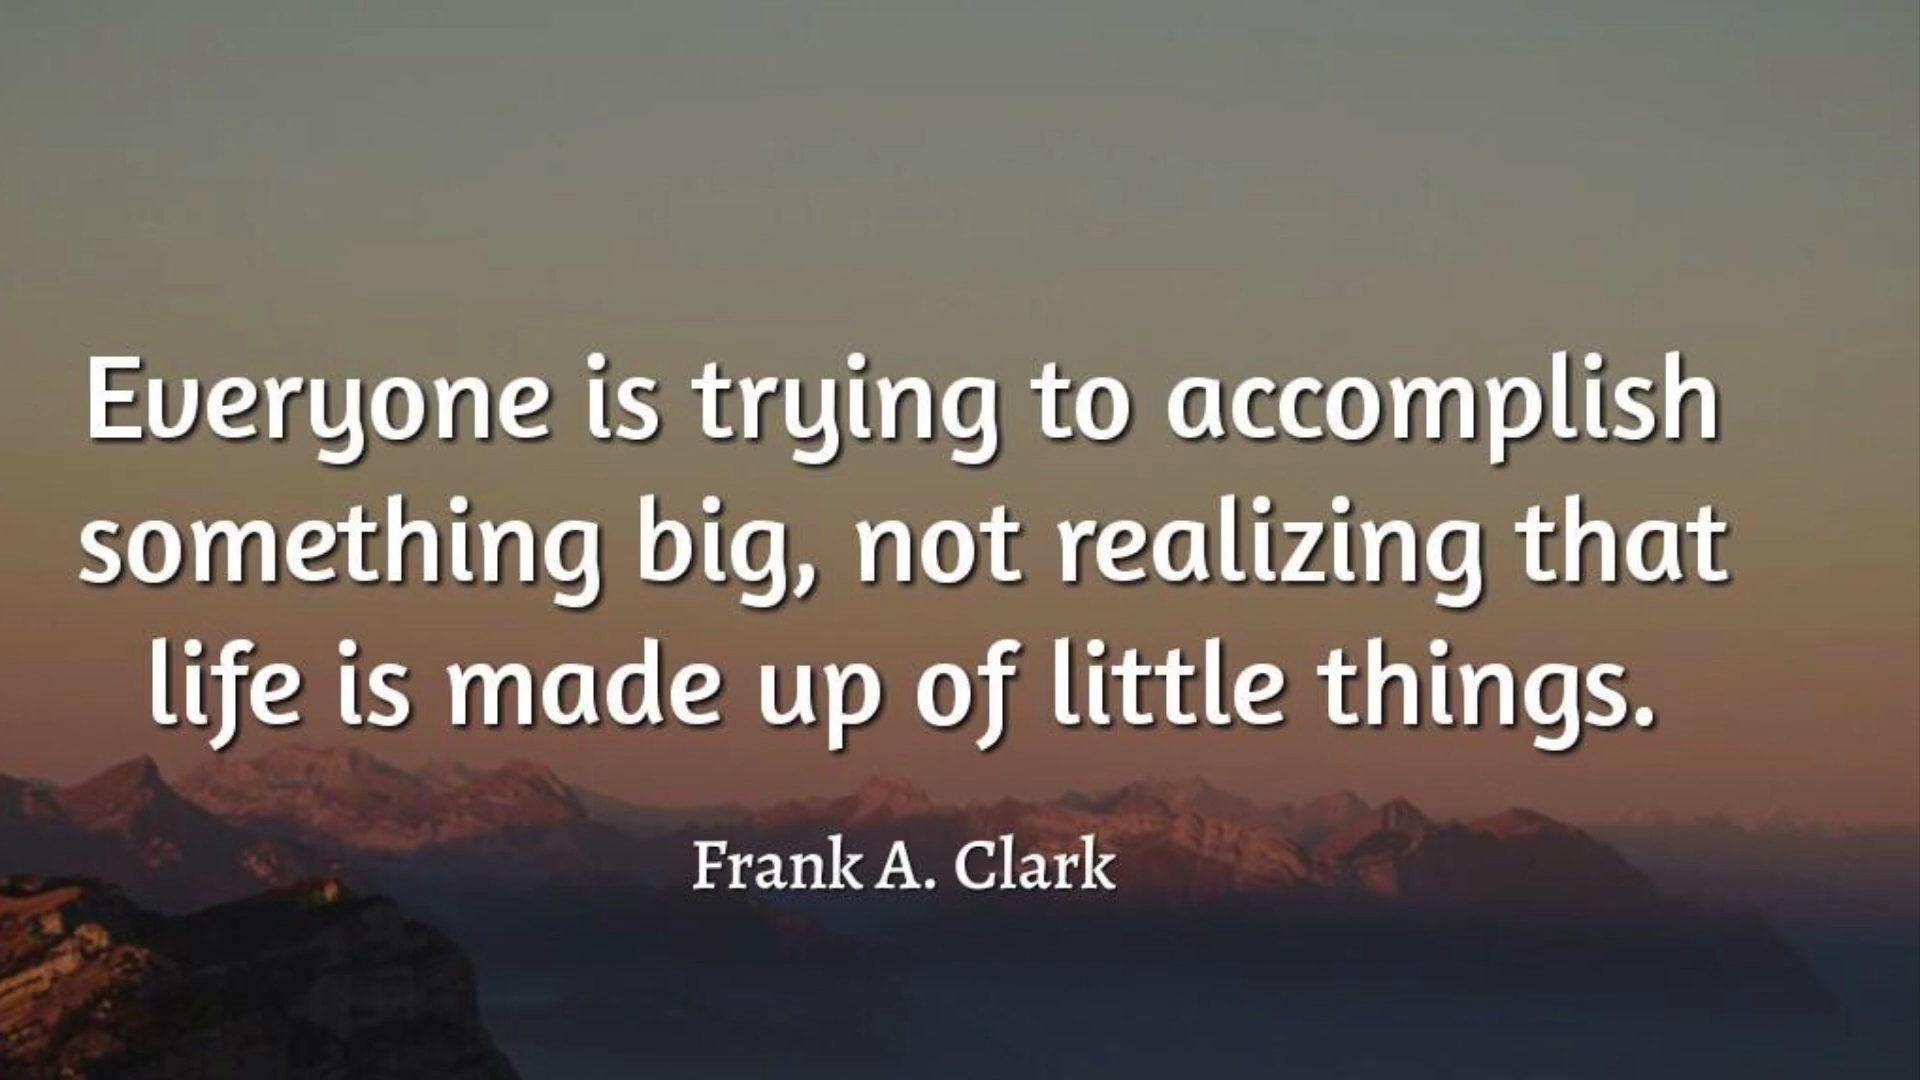 Everyone is trying to accomplish
something big, not realizing that
life is made up of little things.
Frank A. Clark